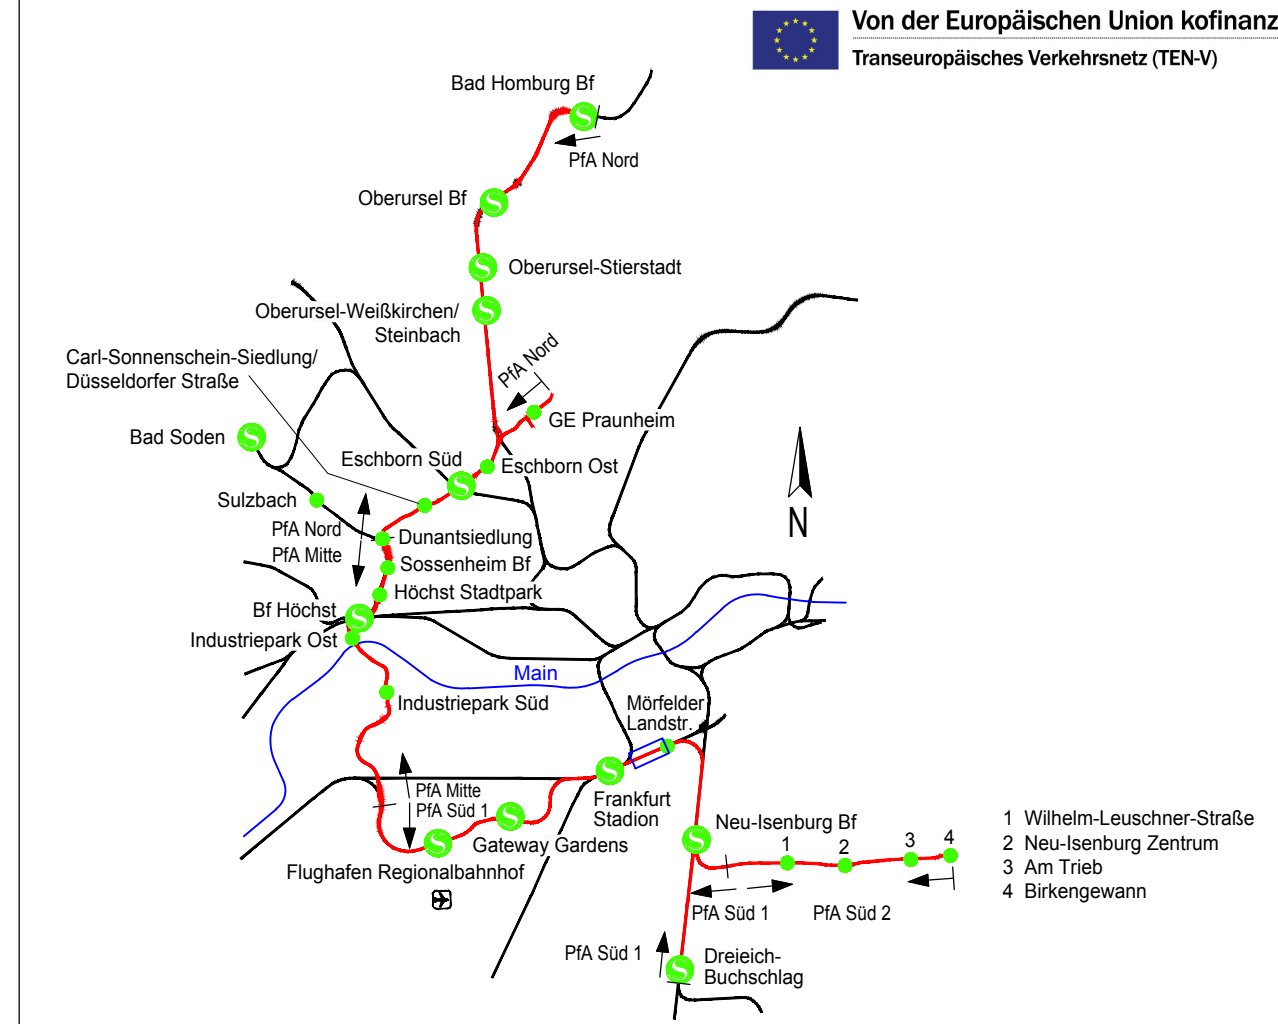 Von der Europäischen Union kofinanz
Transeuropäisches Verkehrsnetz (TEN-V)
Bad Homburg Bf
S
PfA Nord
Oberursel Bf
S
S
Oberursel-Stierstadt
Oberursel-Weißkirchen/
Steinbach
S
PfA Nord
Carl-Sonnenschein-Siedlung/
Düsseldorfer Straße
GE Praunheim
Bad Soden
S
Eschborn Süd
S
Eschborn Ost
Sulzbach
PfA Nord
PfA Mitte
Dunantsiedlung
Sossenheim Bf
Höchst Stadtpark
N
Bf Höchst
S
Industriepark Ost
Main
Industriepark Süd
Mörfelder
Landstr.
PfA Mitte
PfA Süd 1
S
Frankfurt
Stadion
S
Gateway Gardens
S
Flughafen Regionalbahnhof
Neu-Isenburg Bf
S
1
2
3
4
PfA Süd 1
PfA Süd 2
1 Wilhelm-Leuschner-Straße
2 Neu-Isenburg Zentrum
3 Am Trieb
4 Birkengewann
PfA Süd 1
S
Dreieich-
Buchschlag